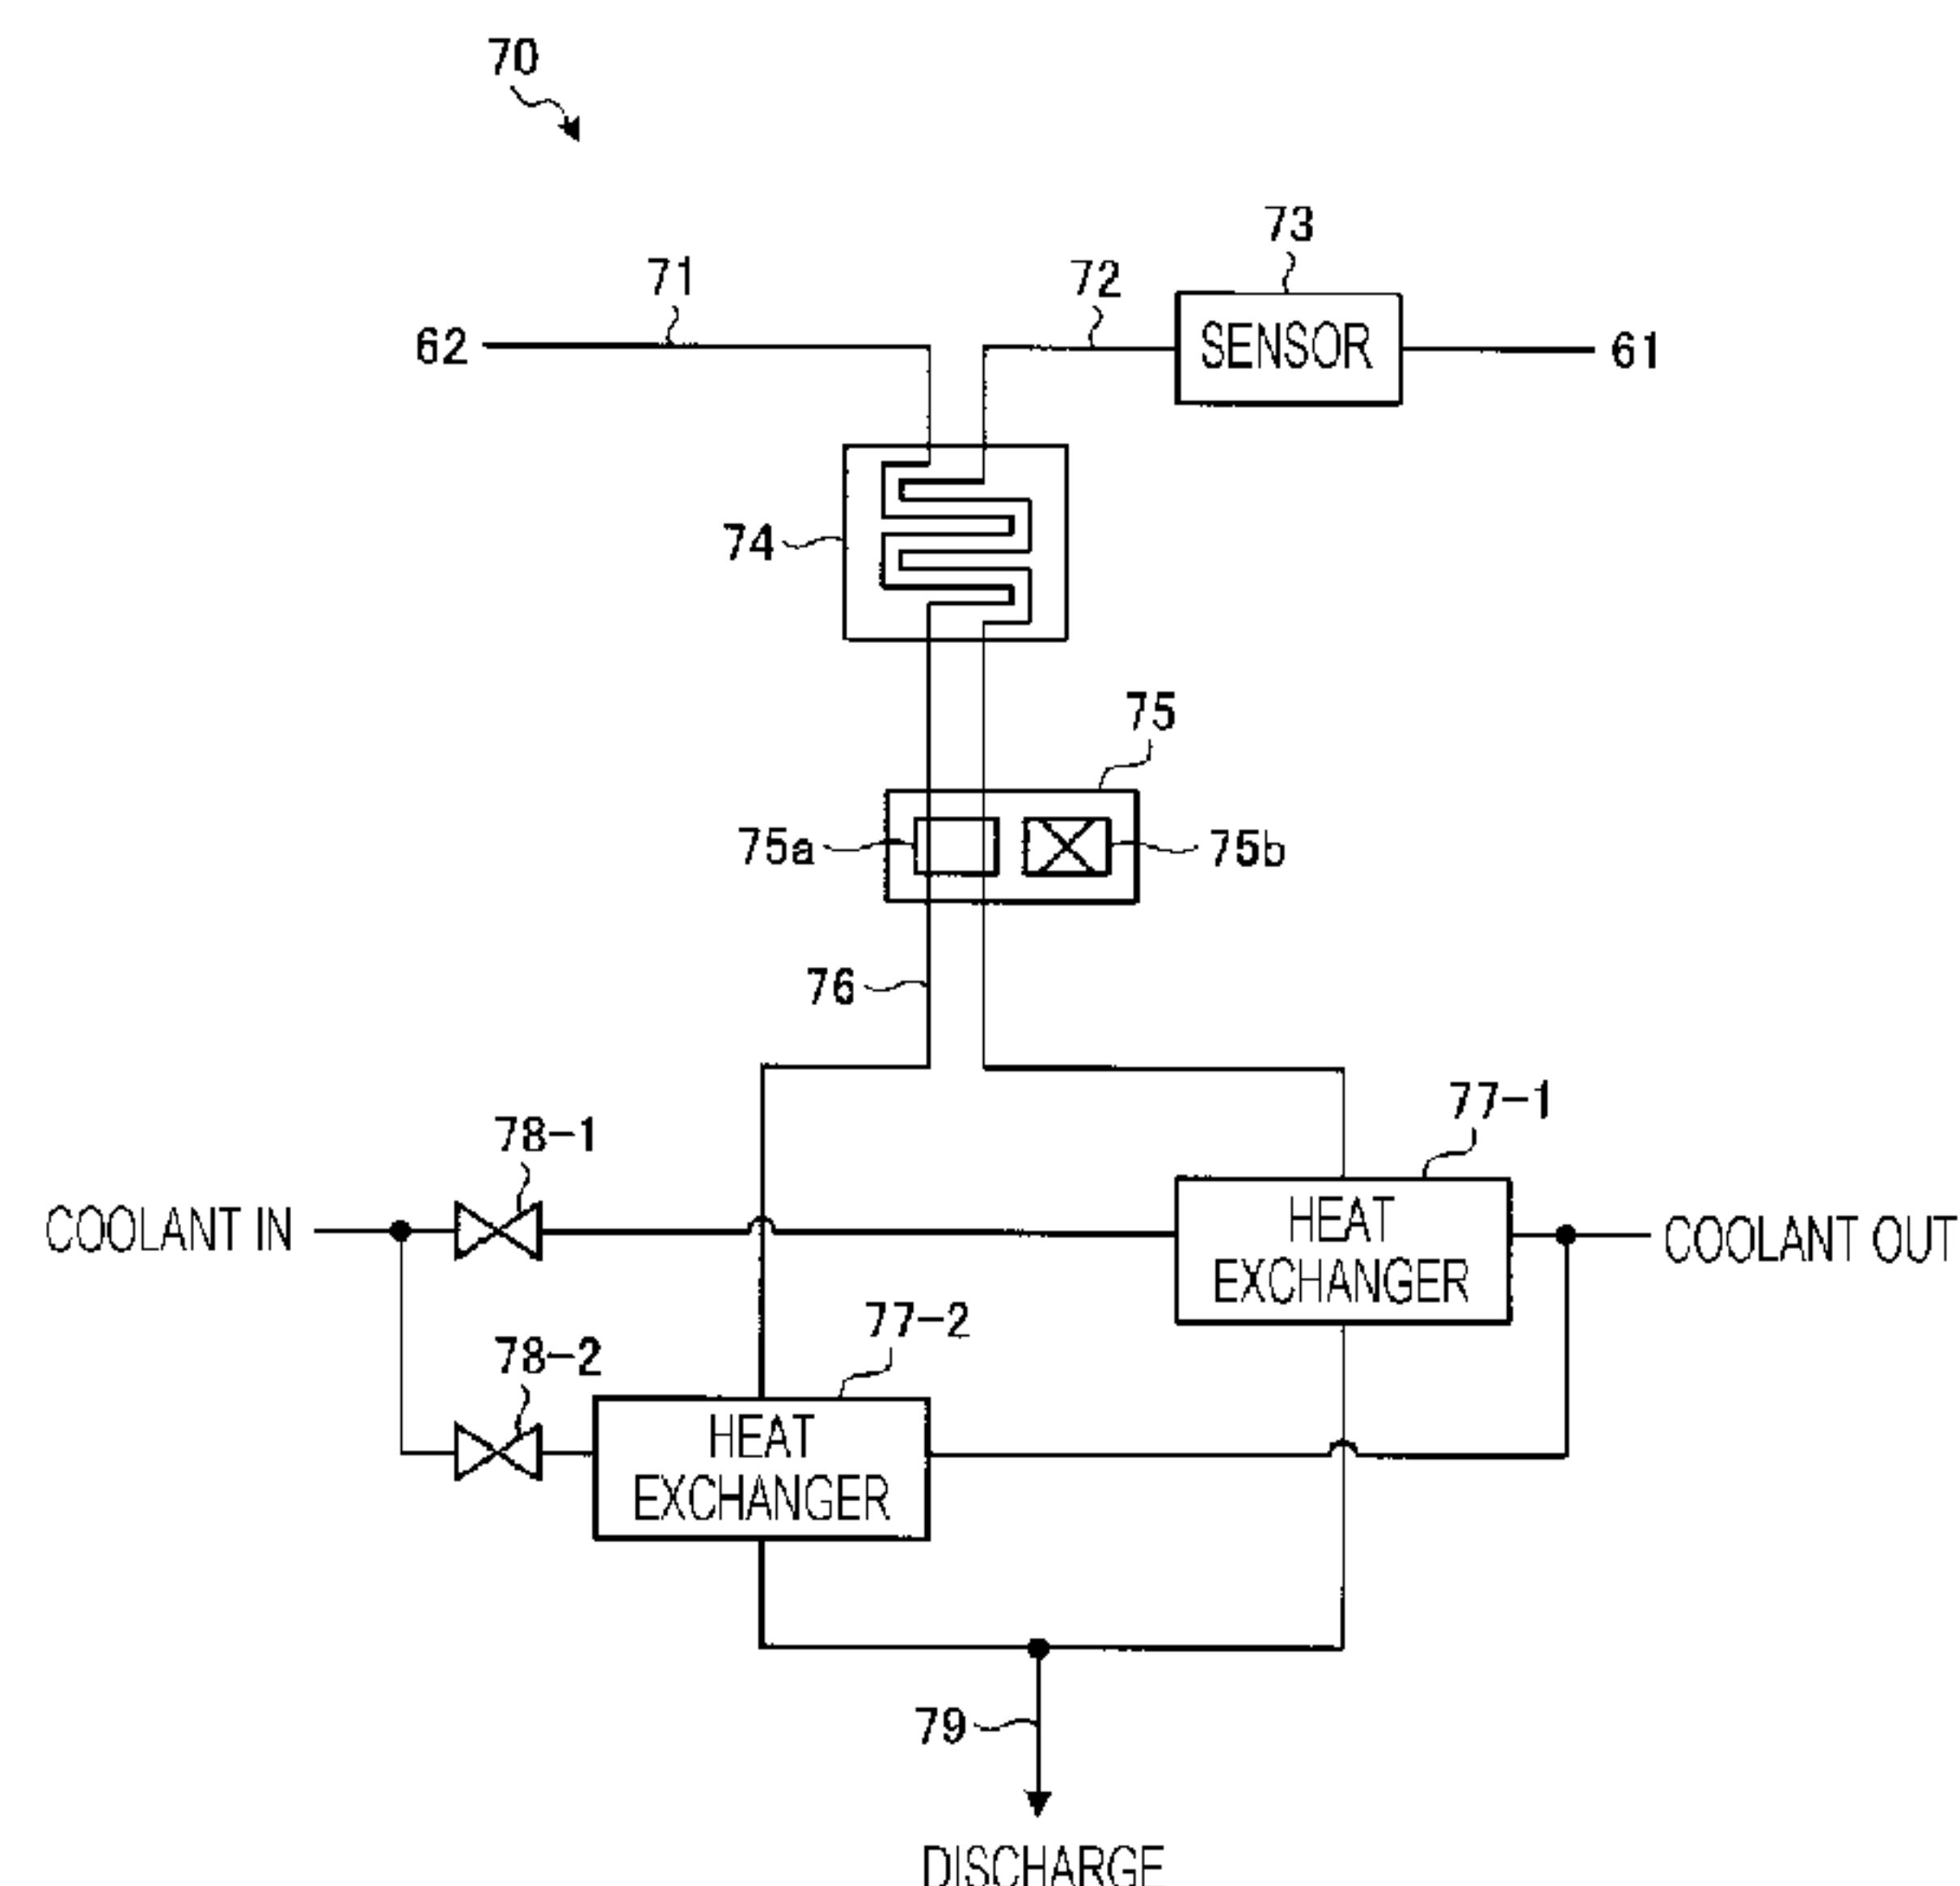 70
73
71
72
62
SENSOR
61
74
75
75a
75b
76
77-1
78-1
COOLANT IN
HEAT
EXCHANGER
COOLANT OUT
77-2
78-2
HEAT
EXCHANGER
79
DISCHARGE